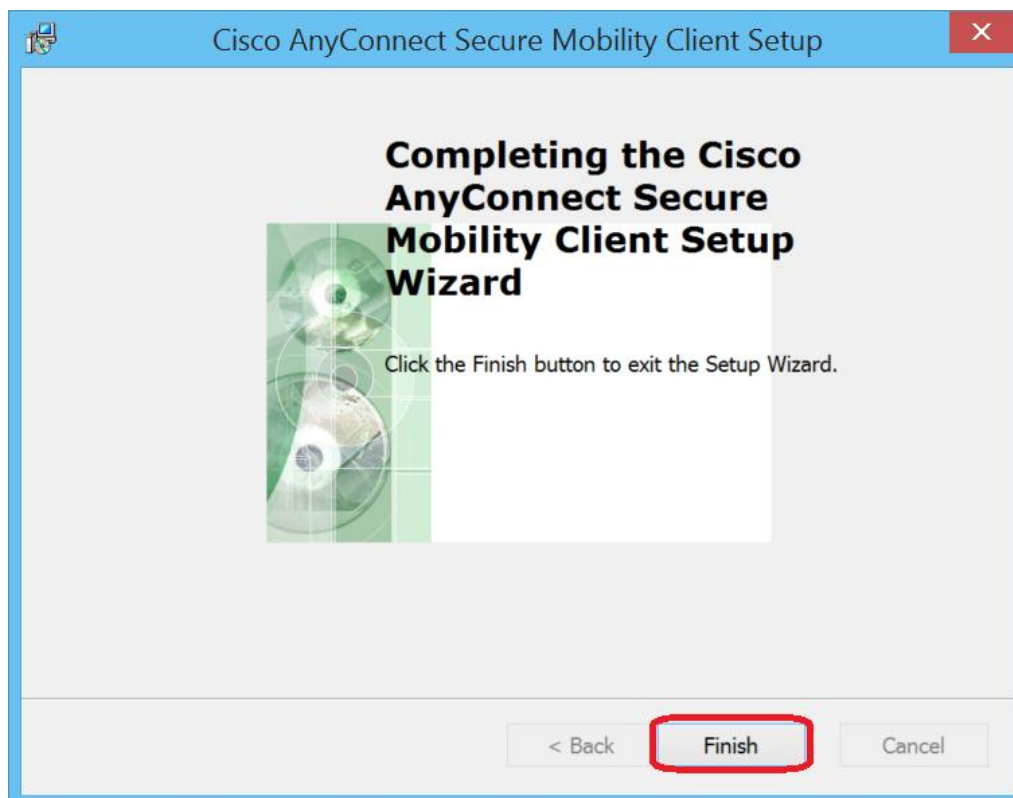 Cisco AnyConnect Secure Mobility Client Setup
Completing the Cisco
AnyConnect Secure
Mobility Client Setup
Wizard
Click the Finish button to exit the Setup Wizard.
< Back Finish Cancel